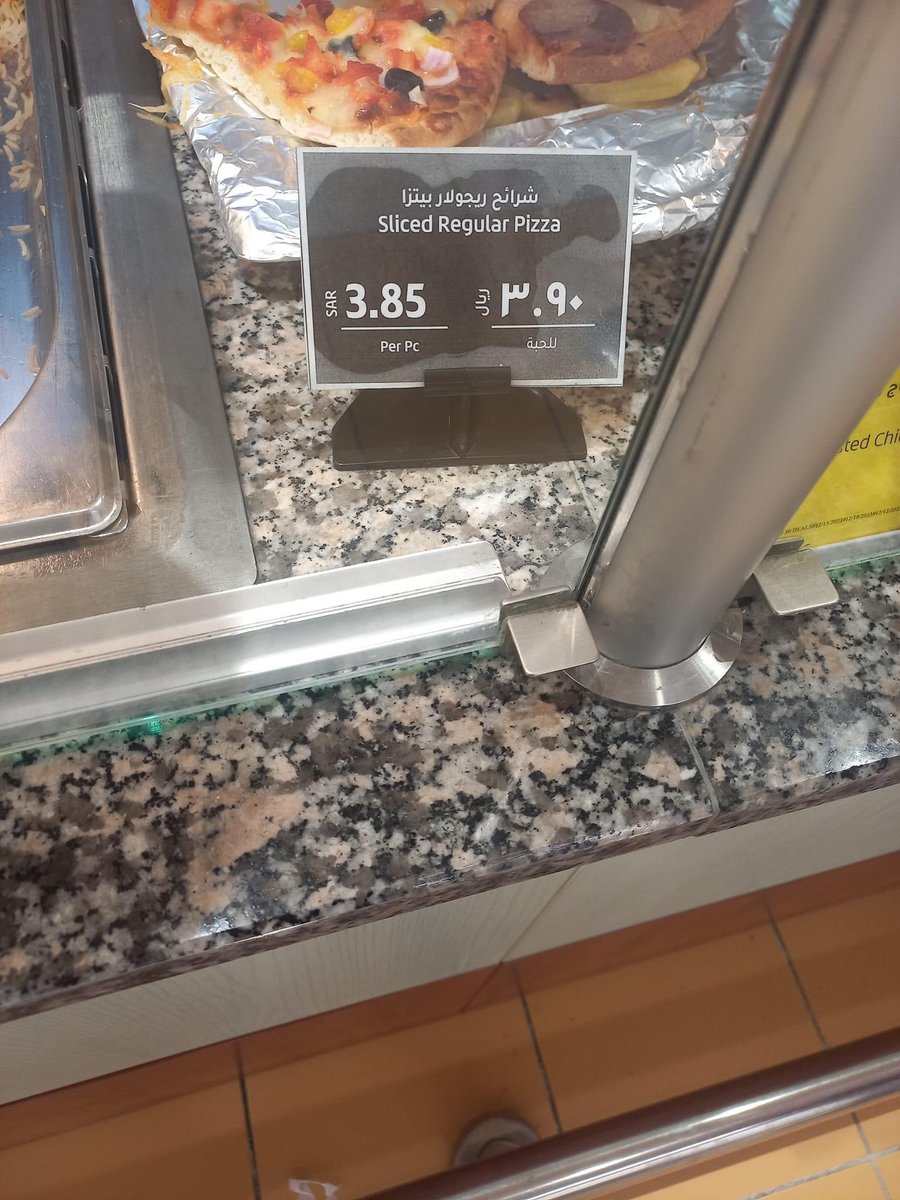 شرائح ريجولار بيتزا
Sliced Regular Pizza
SAR 3.85
Per Pc
ريال ٣.٩٠
للحبة